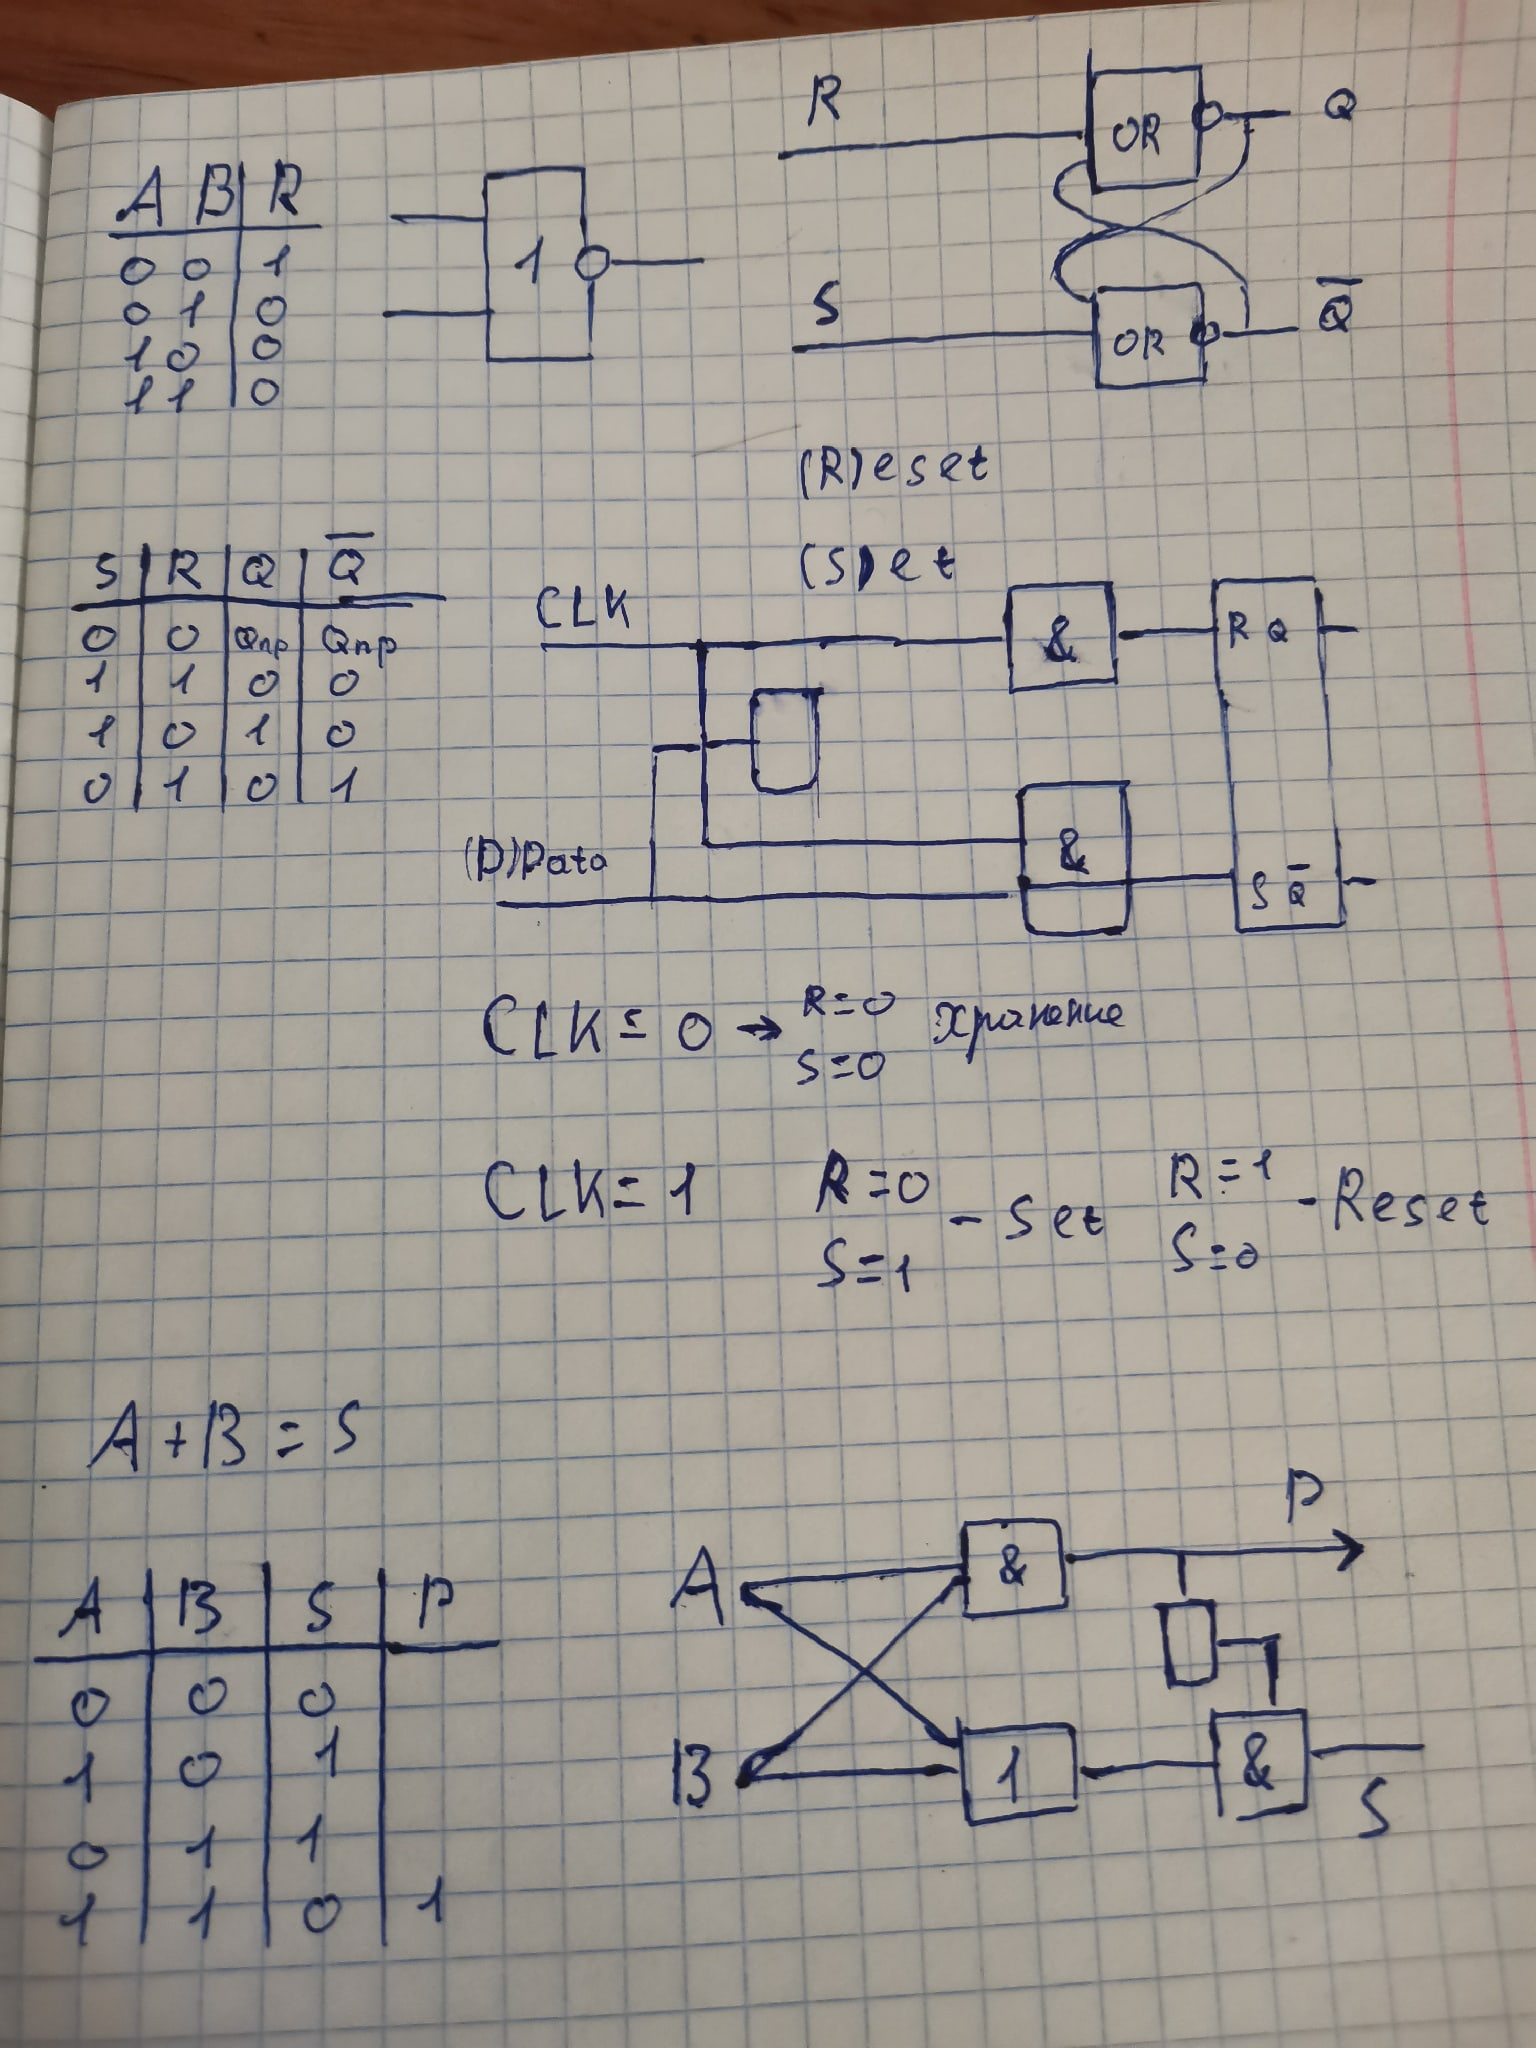 A B R
0 0 1
0 1 0
1 0 0
1 1 0
1
R
OR
Q
S
OR
Q̅
(R)eset
(S)et
S R Q Q̅
0 0 Qпр Qпр
1 1 0 0
1 0 1 0
0 1 0 1
CLK
&
R Q
(D)Data
&
S Q̅
CLK = 0 → R=0 S=0 хранение
CLK = 1 R=0 S=1 - Set R=1 S=0 - Reset
A + B = S
A B S P
0 0 0
1 0 1
0 1 1
1 1 0 1
A
&
P
B
1
&
S